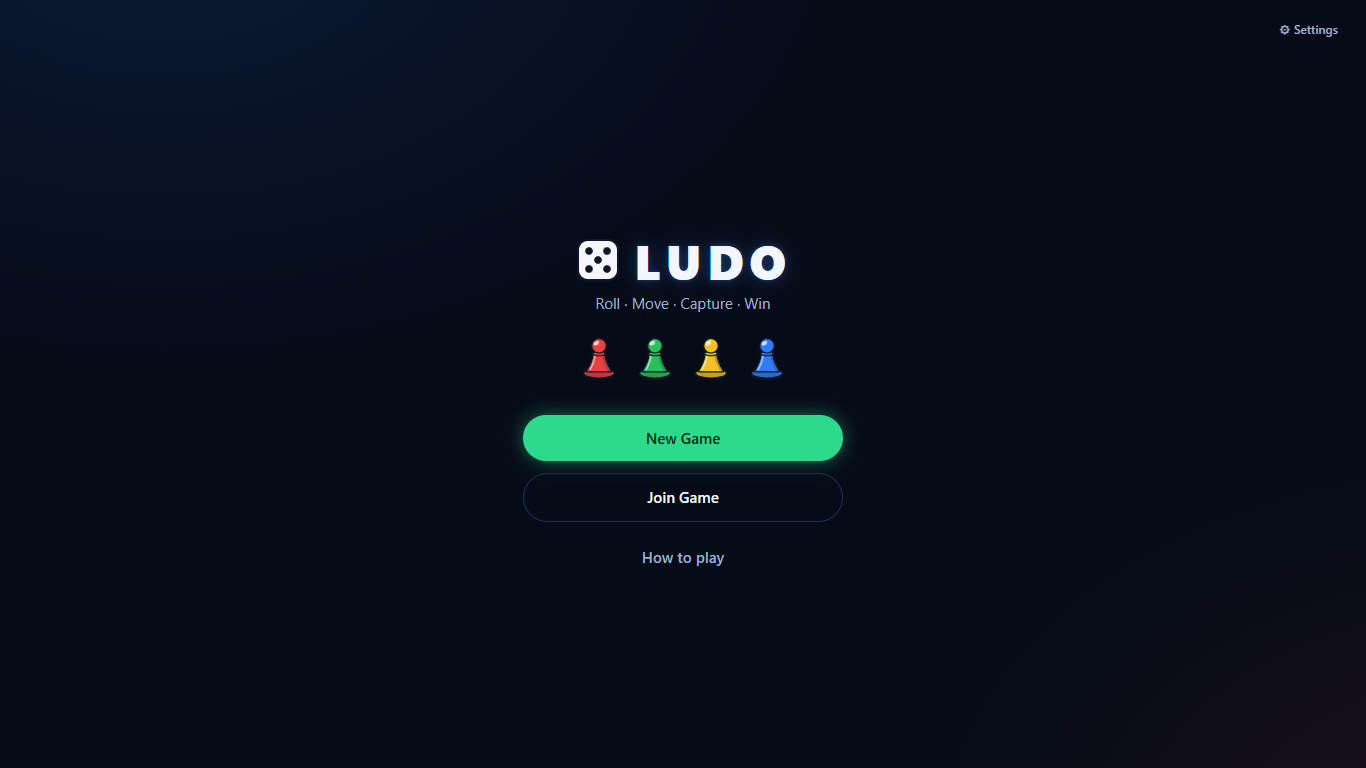 ⚙ Settings
LUDO
Roll · Move · Capture · Win
New Game
Join Game
How to play